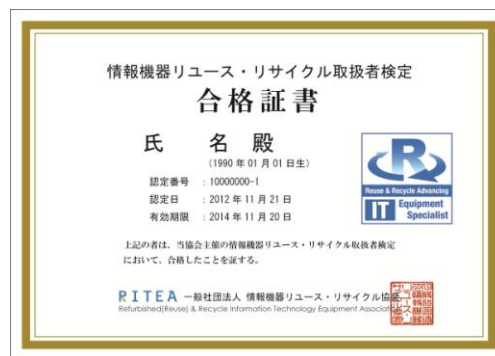 情報機器リユース・リサイクル取扱者検定
合格証書
氏 名 殿
(1990 年 01 月 01 日生)
認定番号 : 10000000-1
認定日 : 2012 年 11 月 21 日
有効期限 : 2014 年 11 月 20 日
R
Reuse & Recycle Advancing
IT Equipment
Specialist
上記の者は、当協会主催の情報機器リユース・リサイクル取扱者検定
において、合格したことを証する。
RITEA 一般社団法人 情報機器リユース・リサイクル協会
Refurbished(Reuse) & Recycle Information Technology Equipment Association